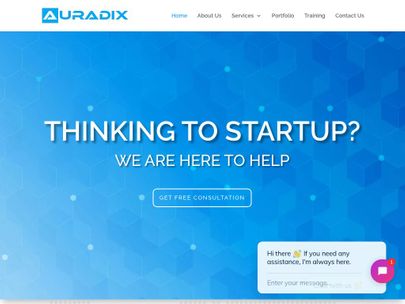 AURADIX
Home About Us Services Portfolio Training Contact Us
THINKING TO STARTUP?
WE ARE HERE TO HELP
GET FREE CONSULTATION
Hi there 👋 If you need any
assistance, I'm always here.
Enter your message...
1